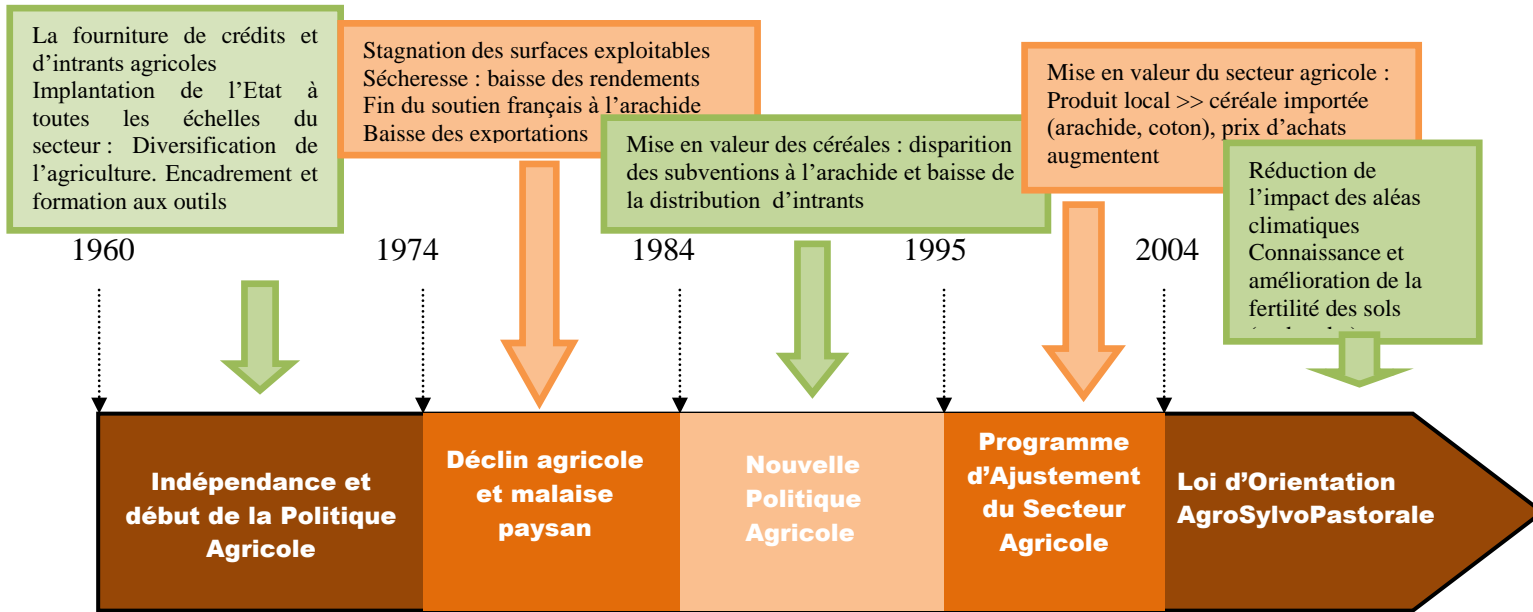 La fourniture de crédits et
d'intrants agricoles
Implantation de l'Etat à
toutes les échelles du
secteur : Diversification de
l'agriculture. Encadrement et
formation aux outils
Stagnation des surfaces exploitables
Sécheresse : baisse des rendements
Fin du soutien français à l'arachide
Baisse des exportations
Mise en valeur des céréales : disparition
des subventions à l'arachide et baisse de
la distribution d'intrants
Mise en valeur du secteur agricole :
Produit local >> céréale importée
(arachide, coton), prix d'achats
augmentent
Réduction de
l'impact des aléas
climatiques
Connaissance et
amélioration de la
fertilité des sols
1960
1974
1984
1995
2004
Indépendance et
début de la Politique
Agricole
Déclin agricole
et malaise
paysan
Nouvelle
Politique
Agricole
Programme
d'Ajustement
du Secteur
Agricole
Loi d'Orientation
AgroSylvoPastorale